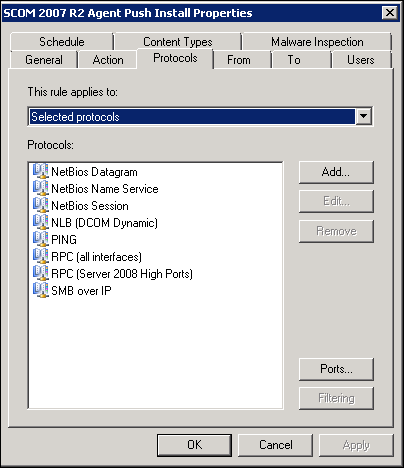 SCOM 2007 R2 Agent Push Install Properties
Schedule Content Types Malware Inspection
General Action Protocols From To Users
This rule applies to:
Selected protocols
Protocols:
NetBios Datagram
NetBios Name Service
NetBios Session
NLB (DCOM Dynamic)
PING
RPC (all interfaces)
RPC (Server 2008 High Ports)
SMB over IP
Add...
Edit...
Remove
Ports...
Filtering
OK Cancel Apply